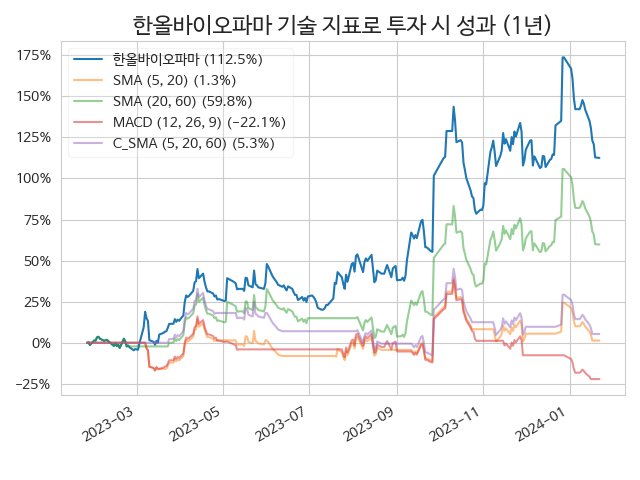 한올바이오파마 기술 지표로 투자 시 성과 (1년)
175%
150%
125%
100%
75%
50%
25%
0%
−25%
한올바이오파마 (112.5%)
SMA (5, 20) (1.3%)
SMA (20, 60) (59.8%)
MACD (12, 26, 9) (−22.1%)
C_SMA (5, 20, 60) (5.3%)
2023-03
2023-05
2023-07
2023-09
2023-11
2024-01